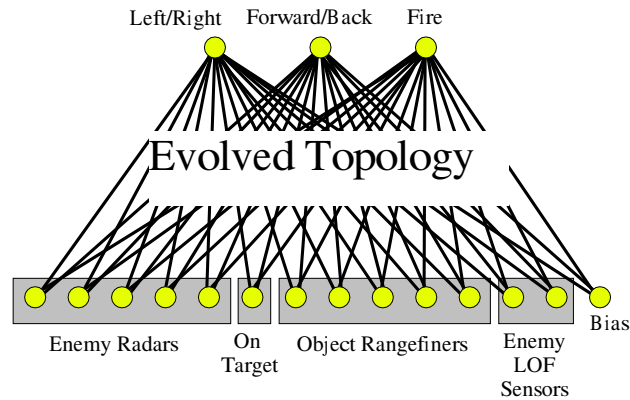 Left/Right Forward/Back Fire
Evolved Topology
Enemy Radars
On
Target
Object Rangefiners
Enemy
LOF
Sensors
Bias